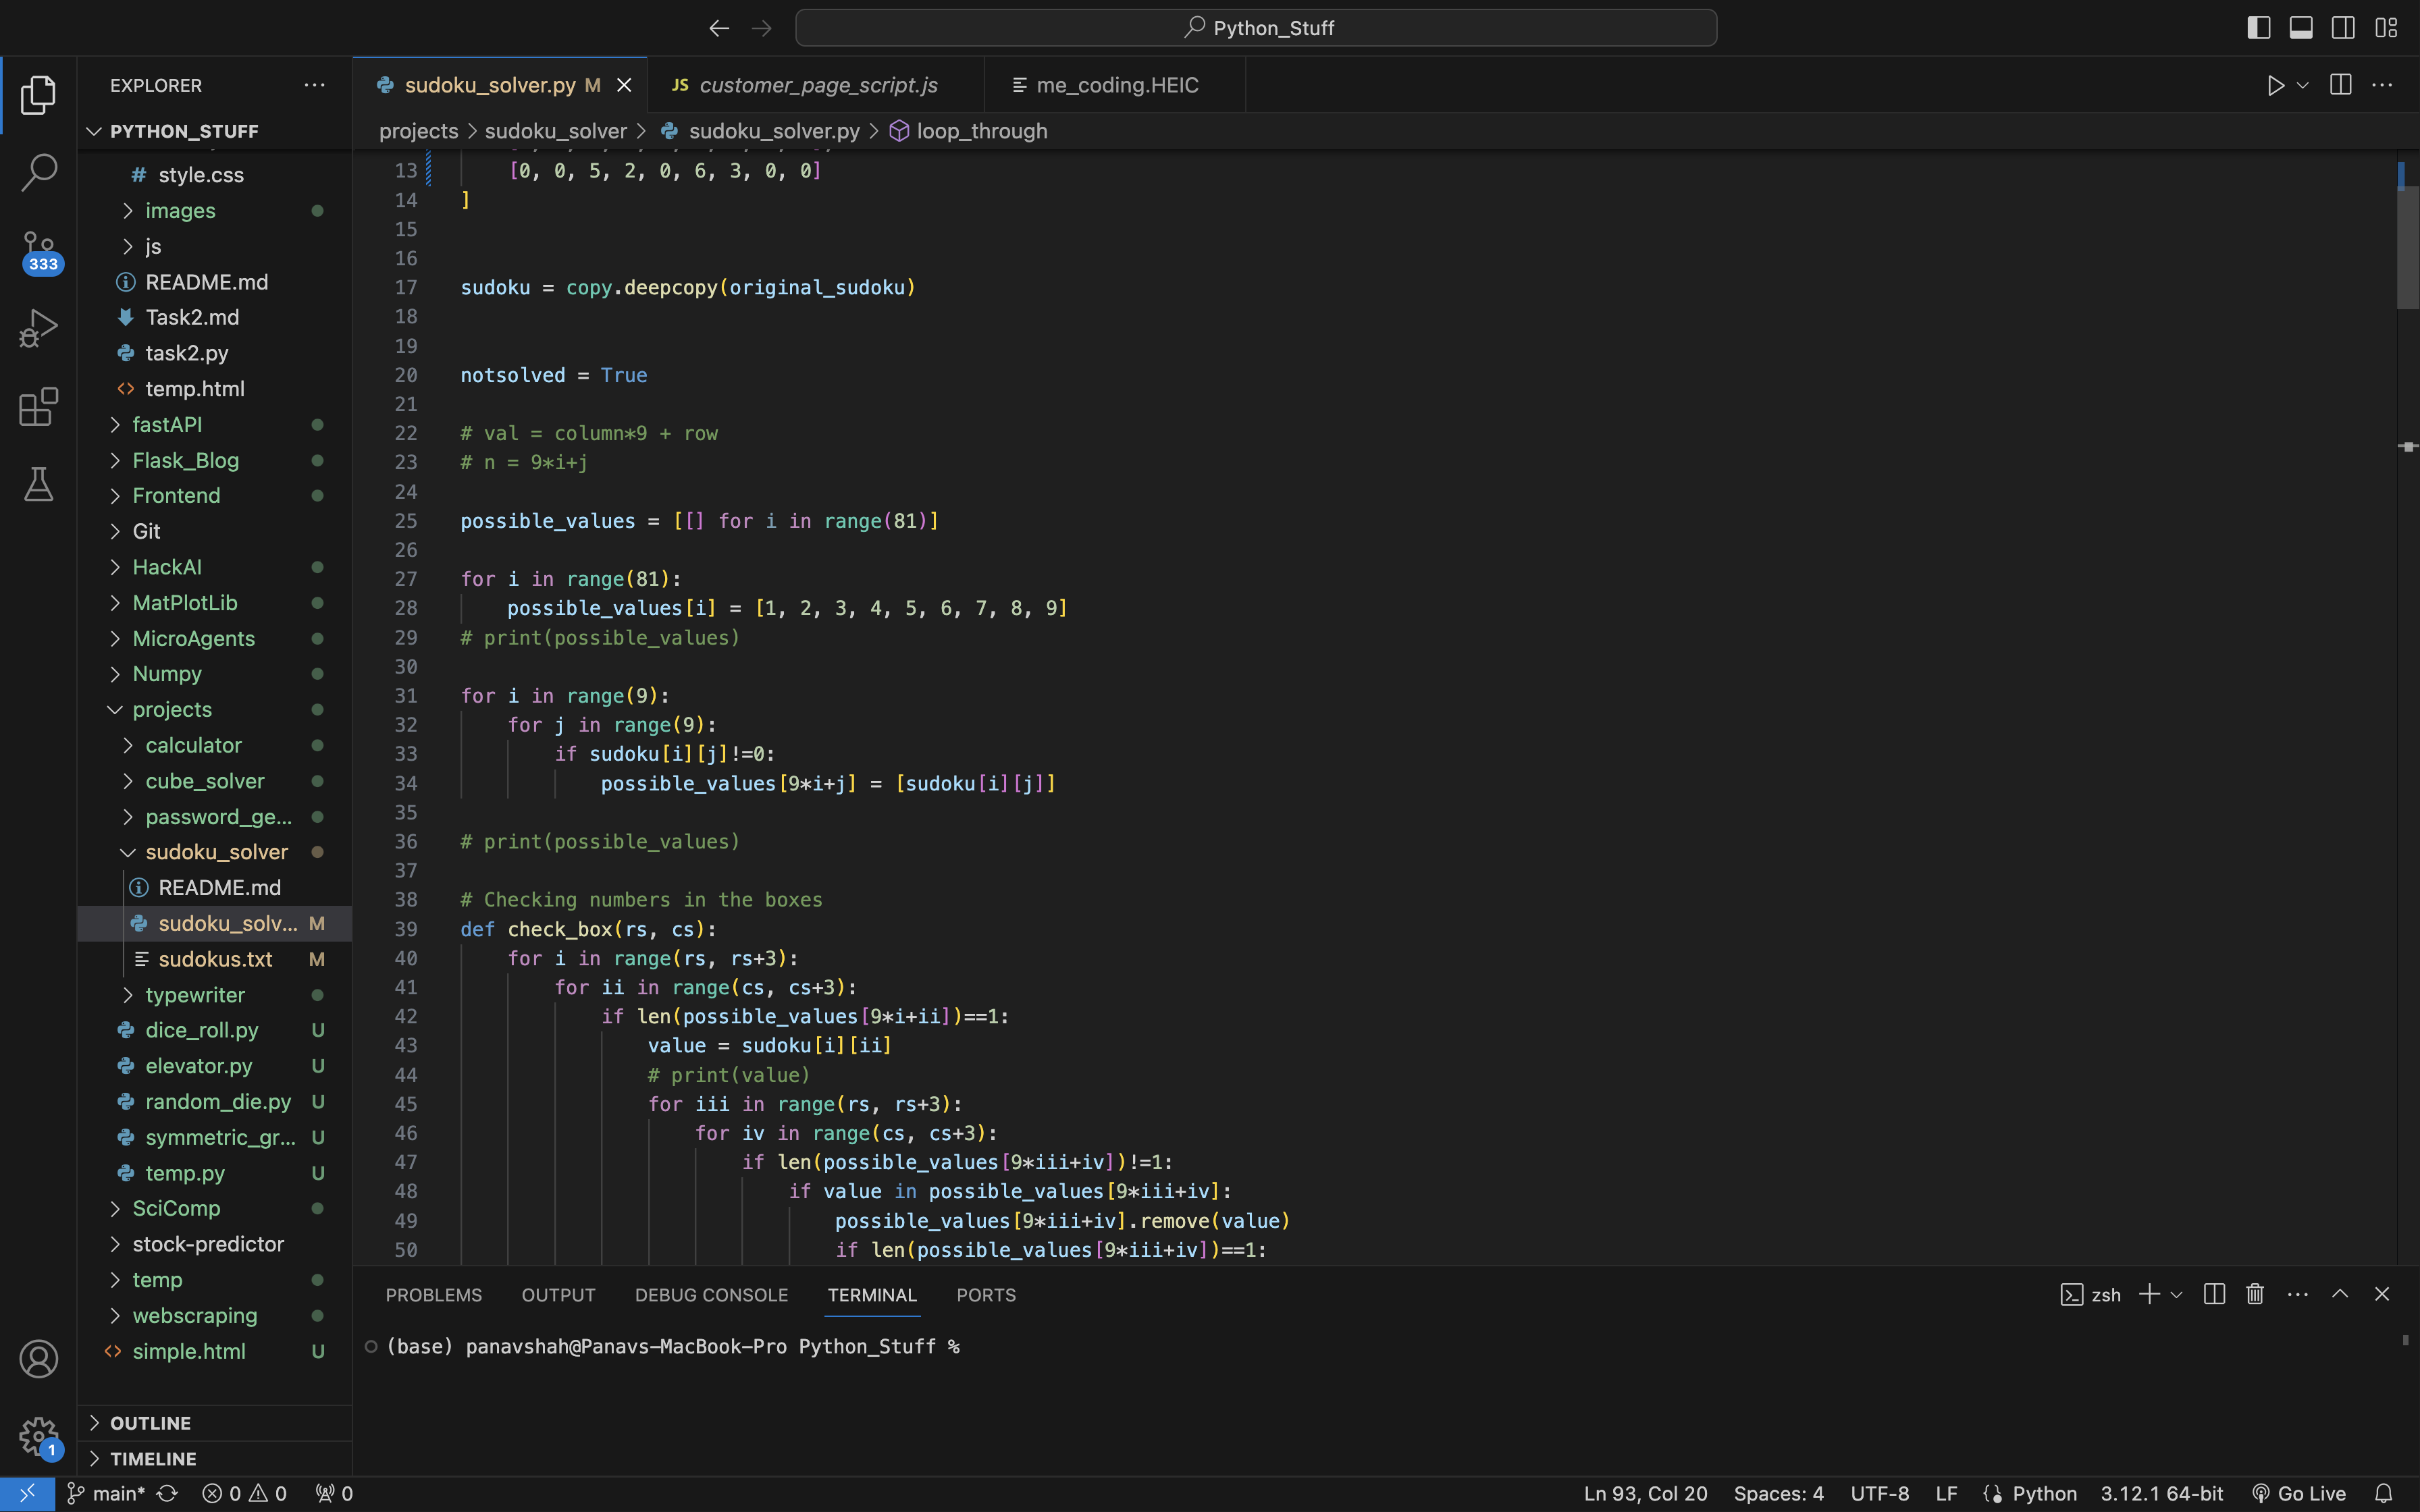 Python_Stuff
EXPLORER
PYTHON_STUFF
# style.css
images
js
README.md
Task2.md
task2.py
<> temp.html
fastAPI
Flask_Blog
Frontend
Git
HackAI
MatPlotLib
MicroAgents
Numpy
projects
calculator
cube_solver
password_ge...
sudoku_solver
README.md
sudoku_solv... M
sudokus.txt M
typewriter
dice_roll.py U
elevator.py U
random_die.py U
symmetric_gr... U
temp.py U
SciComp
stock-predictor
temp
webscraping
<> simple.html U
OUTLINE
TIMELINE
333
1
sudoku_solver.py M
JS customer_page_script.js
me_coding.HEIC
projects > sudoku_solver > sudoku_solver.py > loop_through
13 [0, 0, 5, 2, 0, 6, 3, 0, 0]
14 ]
15
16
17 sudoku = copy.deepcopy(original_sudoku)
18
19
20 notsolved = True
21
22 # val = column*9 + row
23 # n = 9*i+j
24
25 possible_values = [[] for i in range(81)]
26
27 for i in range(81):
28 possible_values[i] = [1, 2, 3, 4, 5, 6, 7, 8, 9]
29 # print(possible_values)
30
31 for i in range(9):
32 for j in range(9):
33 if sudoku[i][j]!=0:
34 possible_values[9*i+j] = [sudoku[i][j]]
35
36 # print(possible_values)
37
38 # Checking numbers in the boxes
39 def check_box(rs, cs):
40 for i in range(rs, rs+3):
41 for ii in range(cs, cs+3):
42 if len(possible_values[9*i+ii])==1:
43 value = sudoku[i][ii]
44 # print(value)
45 for iii in range(rs, rs+3):
46 for iv in range(cs, cs+3):
47 if len(possible_values[9*iii+iv])!=1:
48 if value in possible_values[9*iii+iv]:
49 possible_values[9*iii+iv].remove(value)
50 if len(possible_values[9*iii+iv])==1:
PROBLEMS OUTPUT DEBUG CONSOLE TERMINAL PORTS
zsh
(base) panavshah@Panavs-MacBook-Pro Python_Stuff %
main* 0 0 0
Ln 93, Col 20 Spaces: 4 UTF-8 LF Python 3.12.1 64-bit Go Live